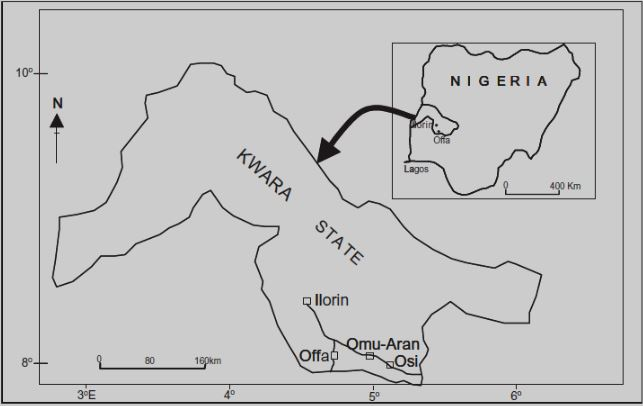 10º
N
NIGERIA
Ilorin
Offa
Lagos
0 400 Km
KWARA
STATE
Ilorin
Omu-Aran
Offa
Osi
0 80 160km
8º
3ºE 4º 5º 6º